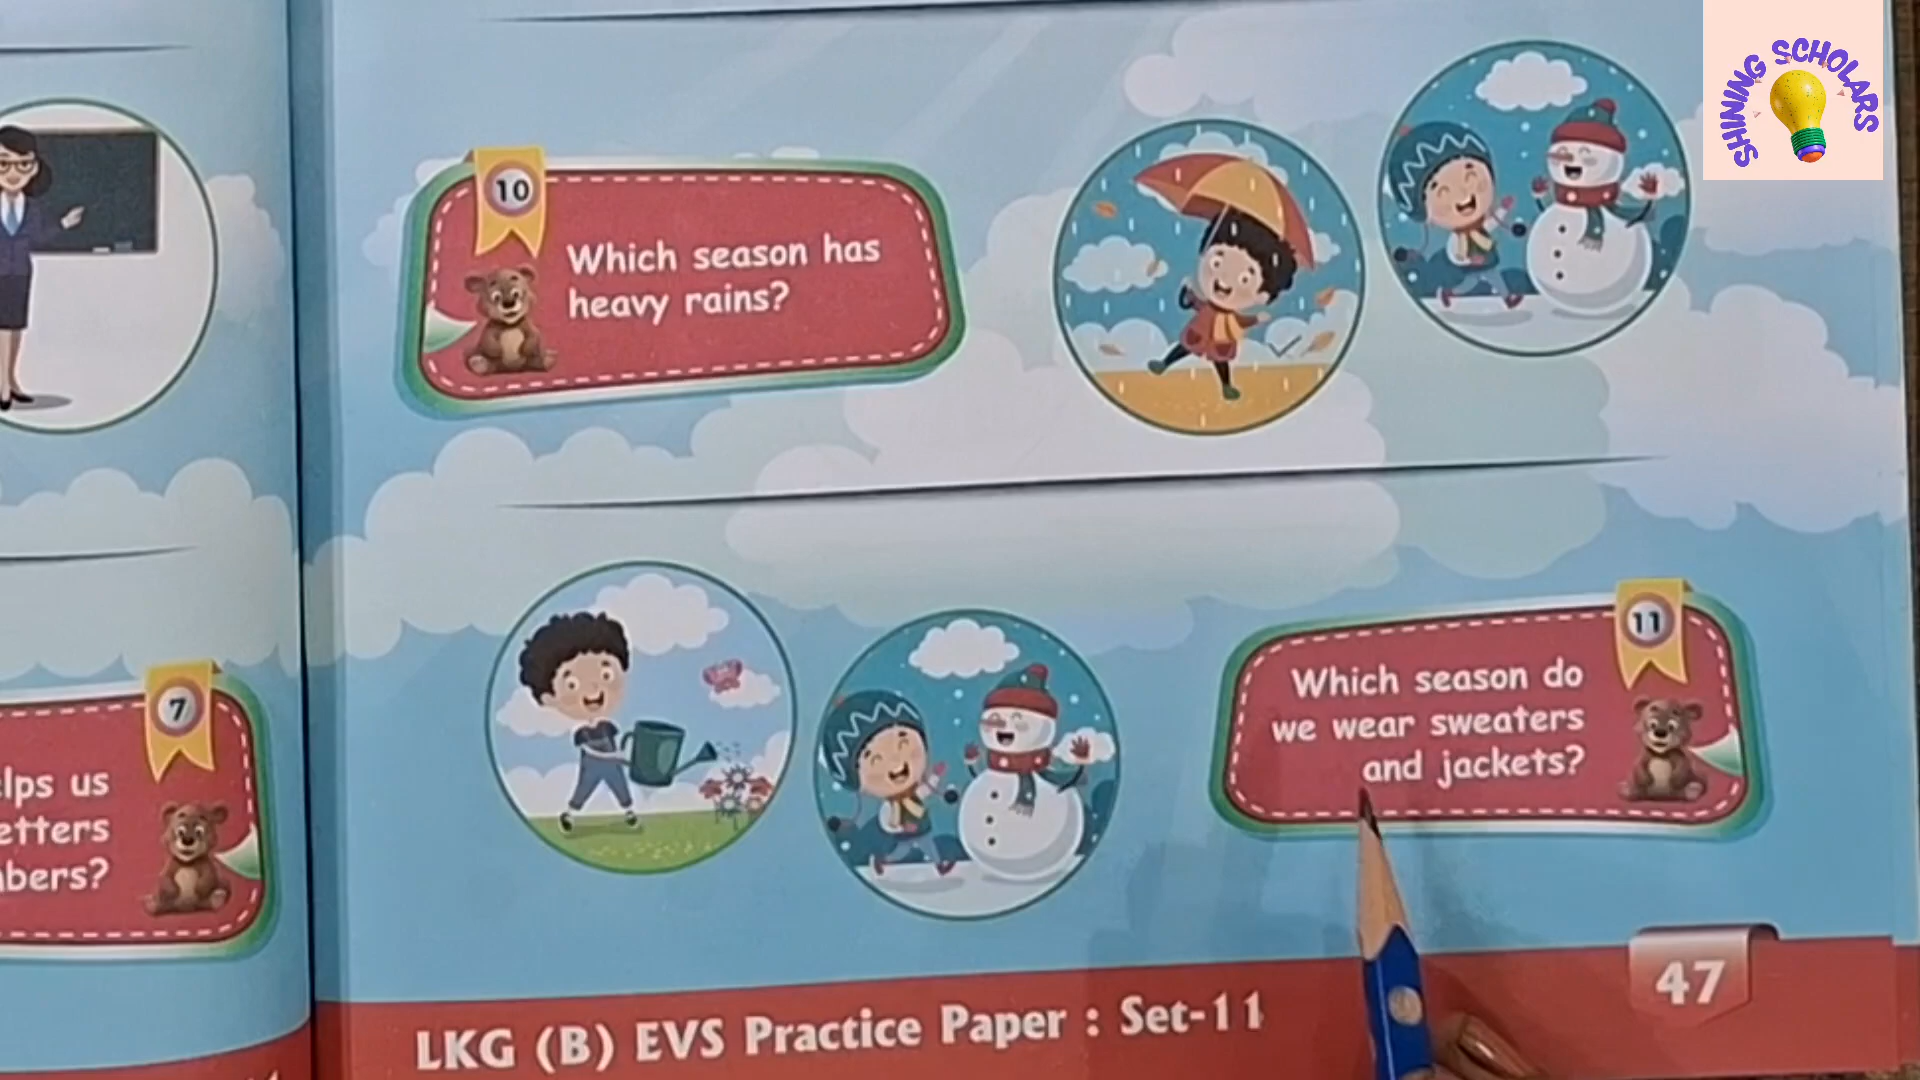 SHINING SCHOLARS
10
Which season has
heavy rains?
11
Which season do
we wear sweaters
and jackets?
7
us
LKG (B) EVS Practice Paper : Set-11
47